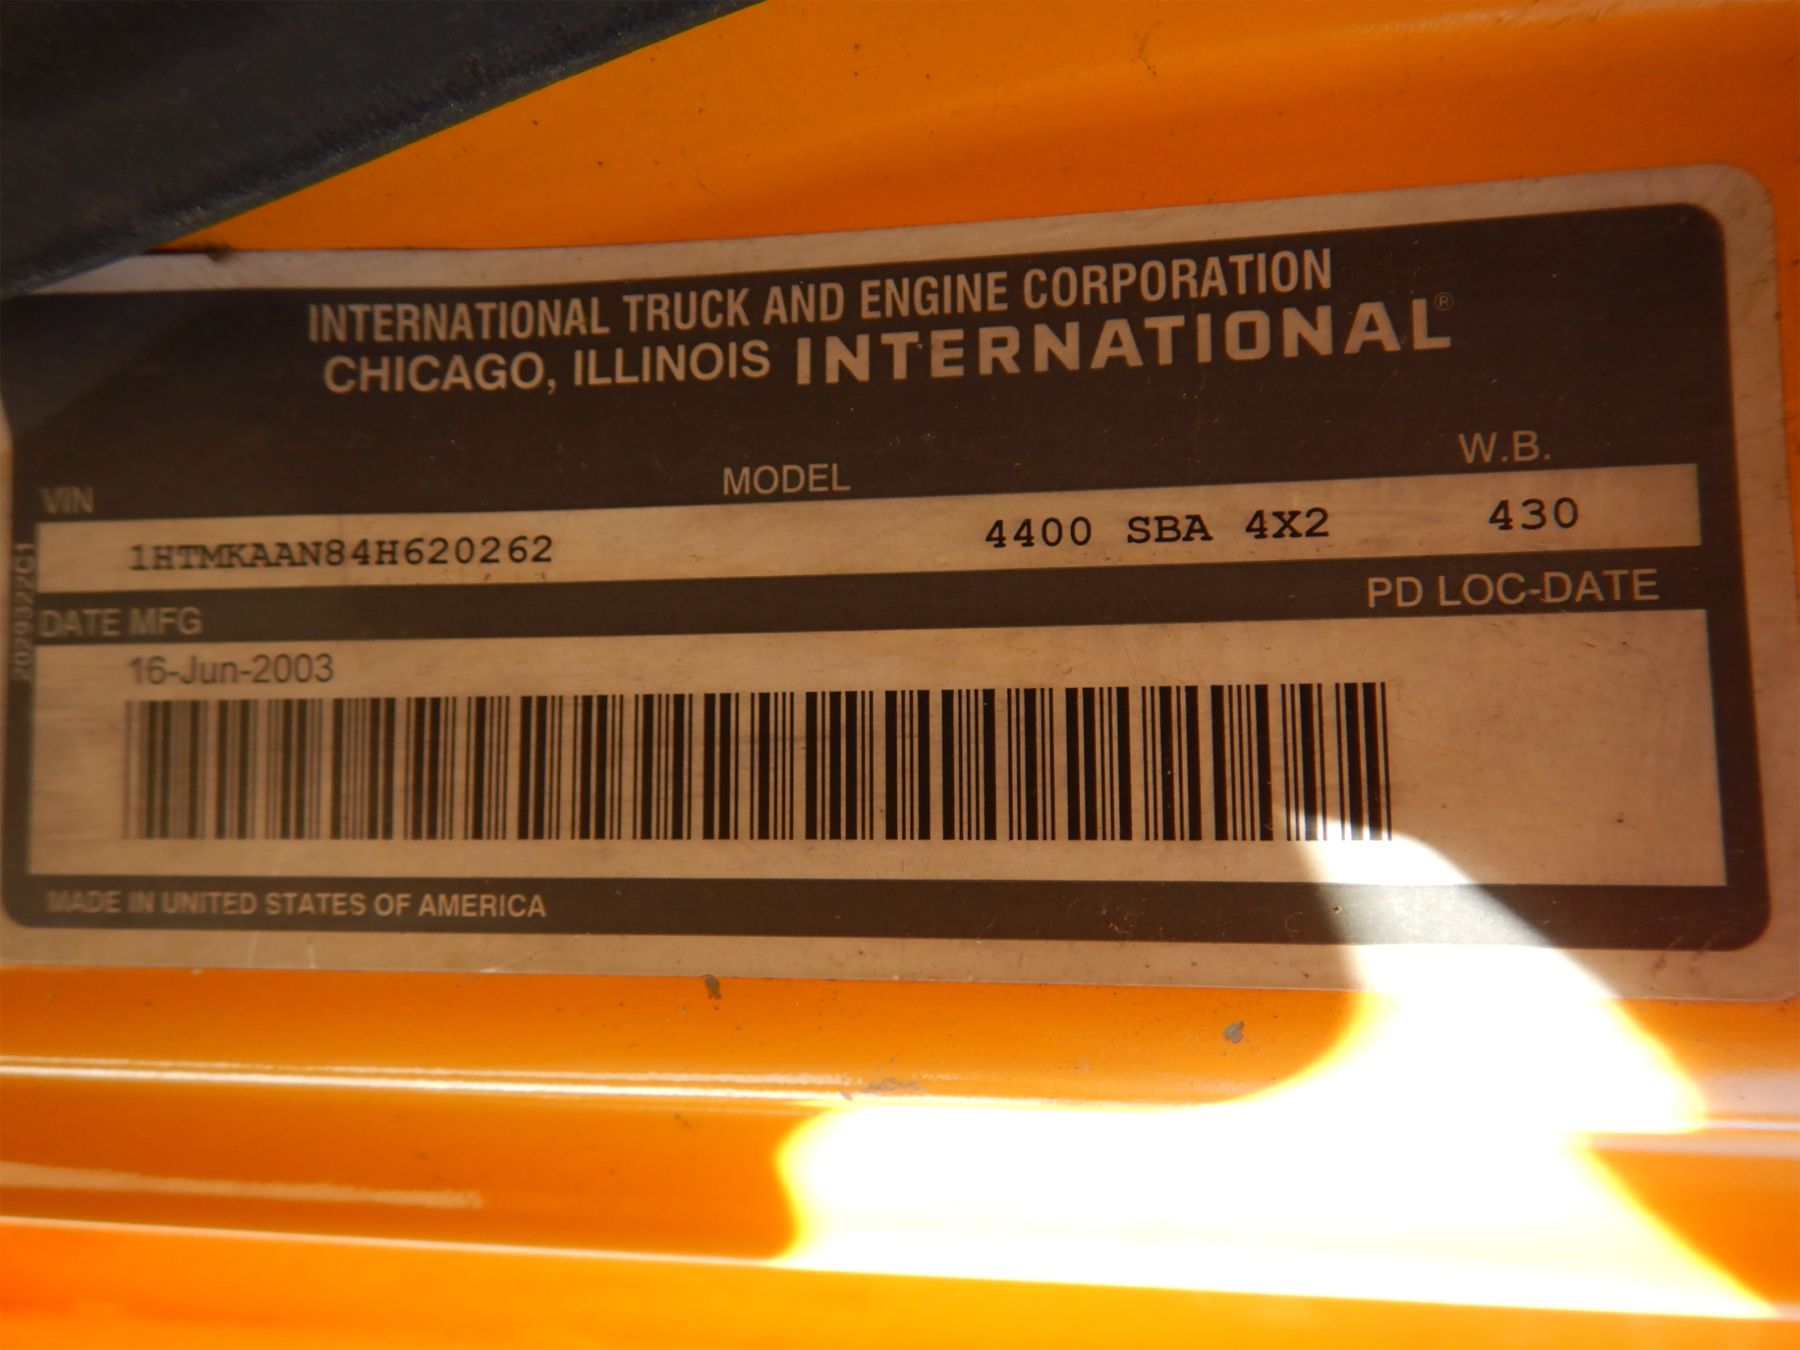 INTERNATIONAL TRUCK AND ENGINE CORPORATION
CHICAGO, ILLINOIS INTERNATIONAL®
VIN MODEL W.B.
1HTMKAAN84H620262 4400 SBA 4X2 430
DATE MFG PD LOC-DATE
16-Jun-2003
MADE IN UNITED STATES OF AMERICA